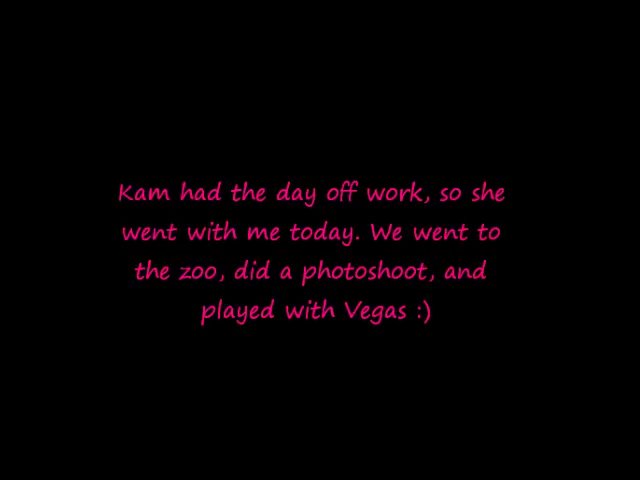 Kam had the day off work, so she
went with me today. We went to
the zoo, did a photoshoot, and
played with Vegas :)